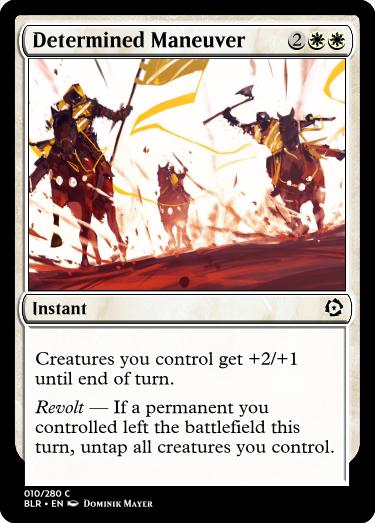 Determined Maneuver 2
Instant
Creatures you control get +2/+1
until end of turn.
Revolt — If a permanent you
controlled left the battlefield this
turn, untap all creatures you control.
010/280 C
BLR • EN DOMINIK MAYER